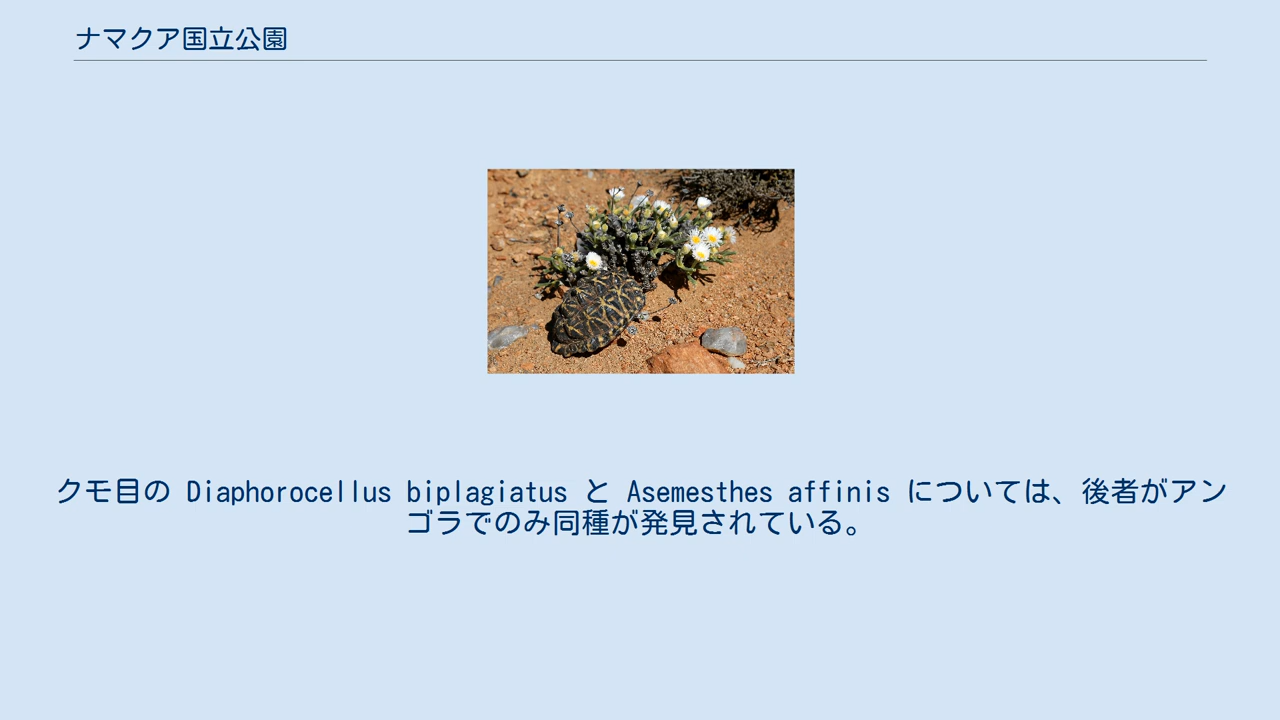 ナマクア国立公園
クモ目の Diaphorocellus biplagiatus と Asemesthes affinis については、後者がアン
ゴラでのみ同種が発見されている。